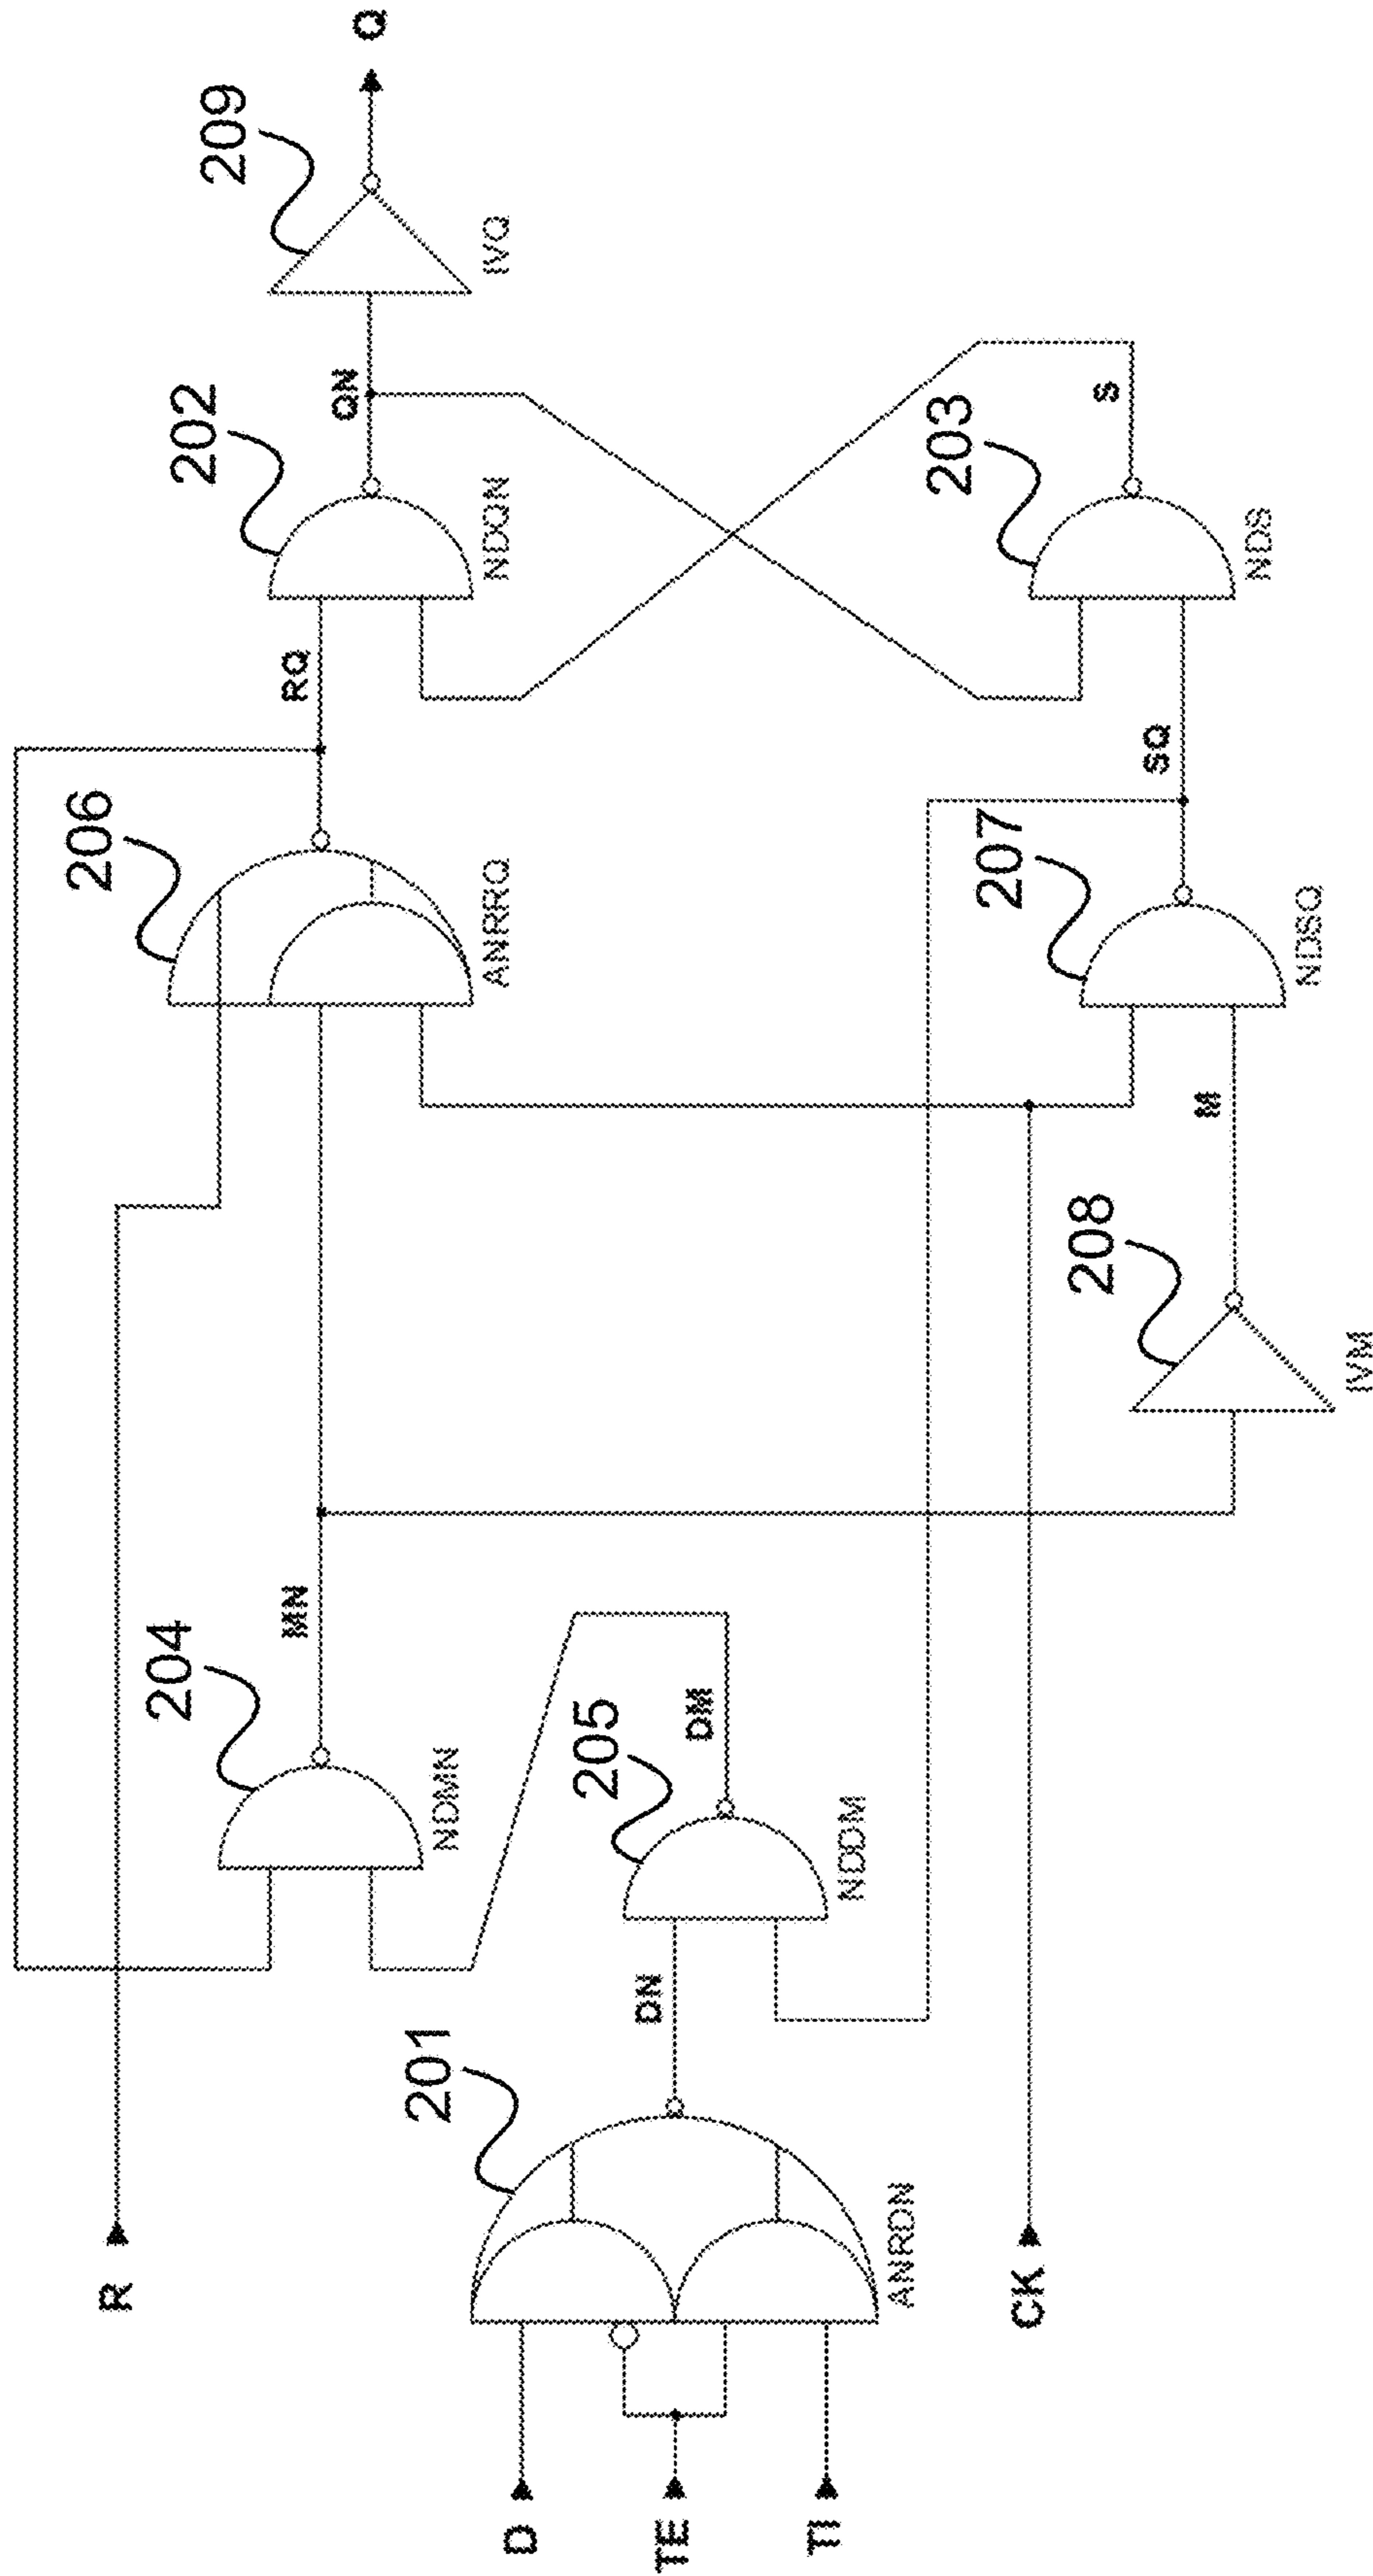 R
D
TE
TI
CK
201
ANRDN
DN
204
NDMN
MN
205
NDDM
DM
208
IVM
M
206
ANRRQ
RQ
207
NDSQ
SQ
202
NDQN
QN
203
NDS
S
209
IVQ
Q